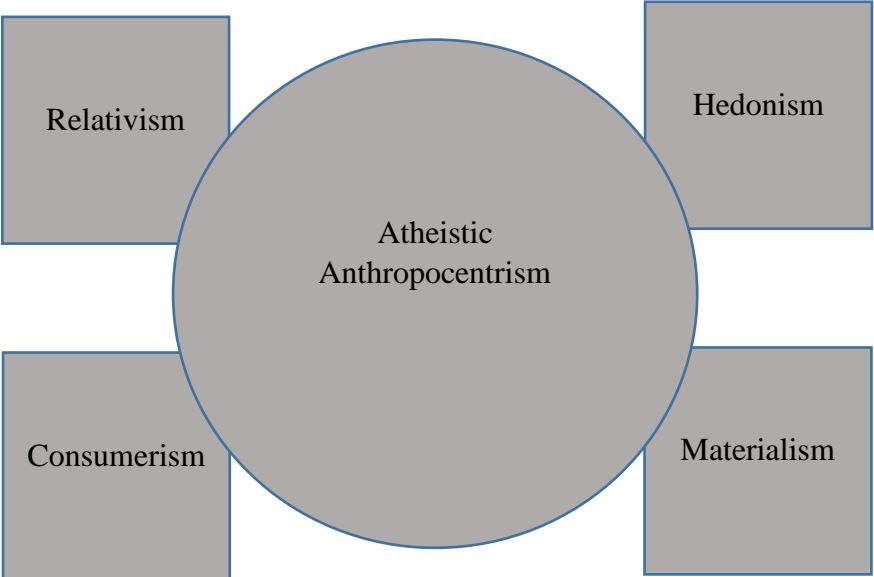 Relativism
Hedonism
Atheistic
Anthropocentrism
Consumerism
Materialism